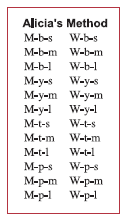 Alicia's Method
M-b-s W-b-s
M-b-m W-b-m
M-b-l W-b-l
M-y-s W-y-s
M-y-m W-y-m
M-y-l W-y-l
M-t-s W-t-s
M-t-m W-t-m
M-t-l W-t-l
M-p-s W-p-s
M-p-m W-p-m
M-p-l W-p-l